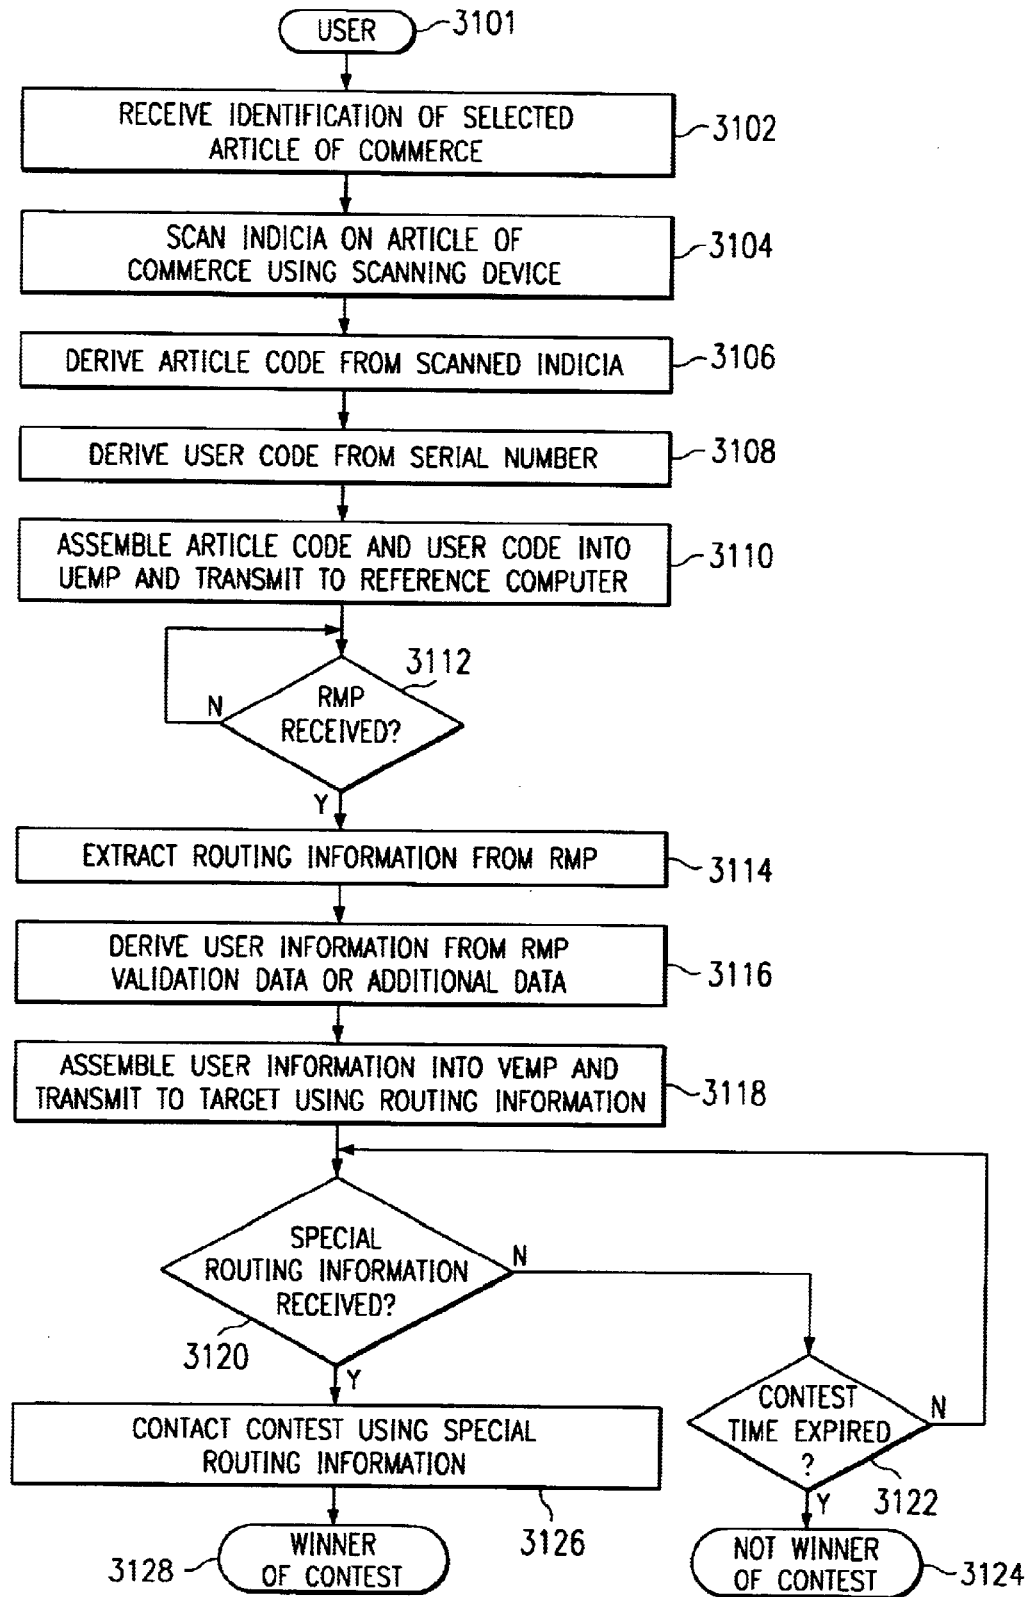 USER
3101
RECEIVE IDENTIFICATION OF SELECTED
ARTICLE OF COMMERCE
3102
SCAN INDICIA ON ARTICLE OF
COMMERCE USING SCANNING DEVICE
3104
DERIVE ARTICLE CODE FROM SCANNED INDICIA
3106
DERIVE USER CODE FROM SERIAL NUMBER
3108
ASSEMBLE ARTICLE CODE AND USER CODE INTO
UEMP AND TRANSMIT TO REFERENCE COMPUTER
3110
3112
RMP
RECEIVED?
N
Y
EXTRACT ROUTING INFORMATION FROM RMP
3114
DERIVE USER INFORMATION FROM RMP
VALIDATION DATA OR ADDITIONAL DATA
3116
ASSEMBLE USER INFORMATION INTO VEMP AND
TRANSMIT TO TARGET USING ROUTING INFORMATION
3118
SPECIAL
ROUTING INFORMATION
RECEIVED?
N
3120
Y
CONTEST
TIME EXPIRED
?
N
3122
Y
CONTACT CONTEST USING SPECIAL
ROUTING INFORMATION
3126
WINNER
OF CONTEST
3128
NOT WINNER
OF CONTEST
3124